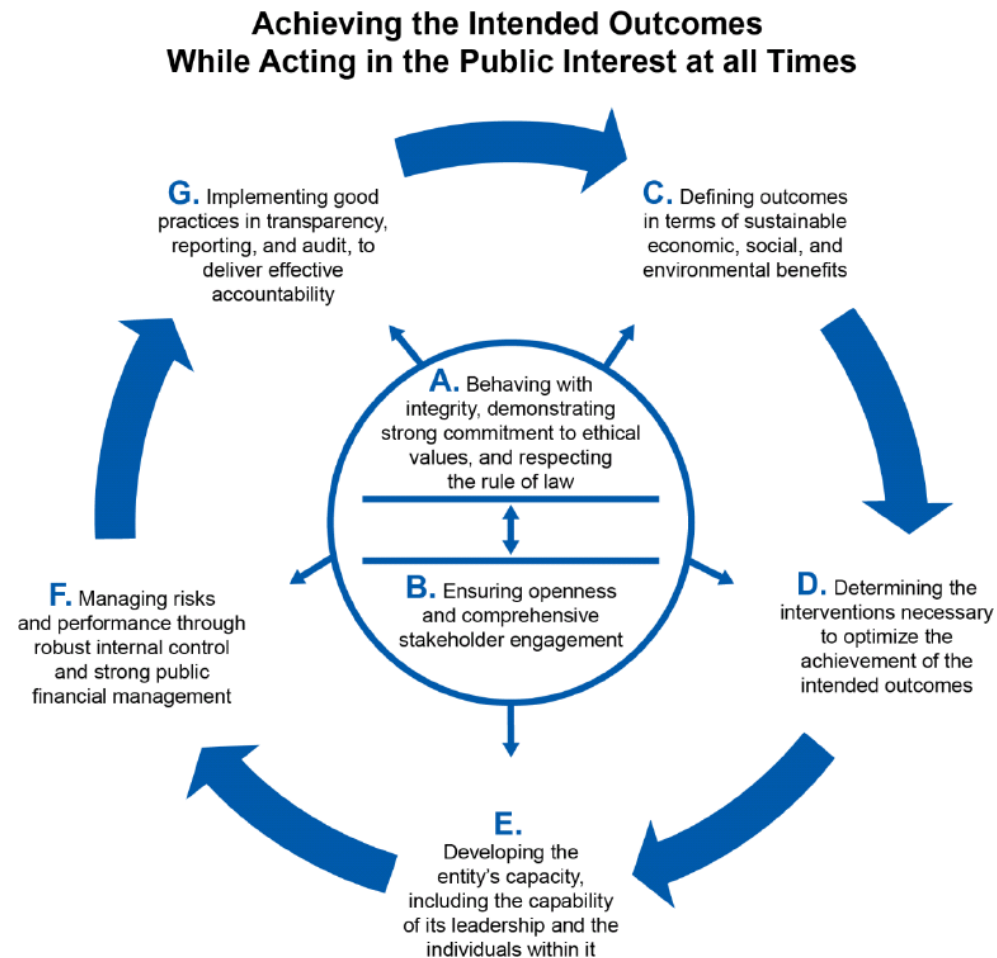 Achieving the Intended Outcomes
While Acting in the Public Interest at all Times
G. Implementing good
practices in transparency,
reporting, and audit, to
deliver effective
accountability
C. Defining outcomes
in terms of sustainable
economic, social, and
environmental benefits
A. Behaving with
integrity, demonstrating
strong commitment to ethical
values, and respecting
the rule of law
B. Ensuring openness
and comprehensive
stakeholder engagement
F. Managing risks
and performance through
robust internal control
and strong public
financial management
D. Determining the
interventions necessary
to optimize the
achievement of the
intended outcomes
E.
Developing the
entity's capacity,
including the capability
of its leadership and the
individuals within it